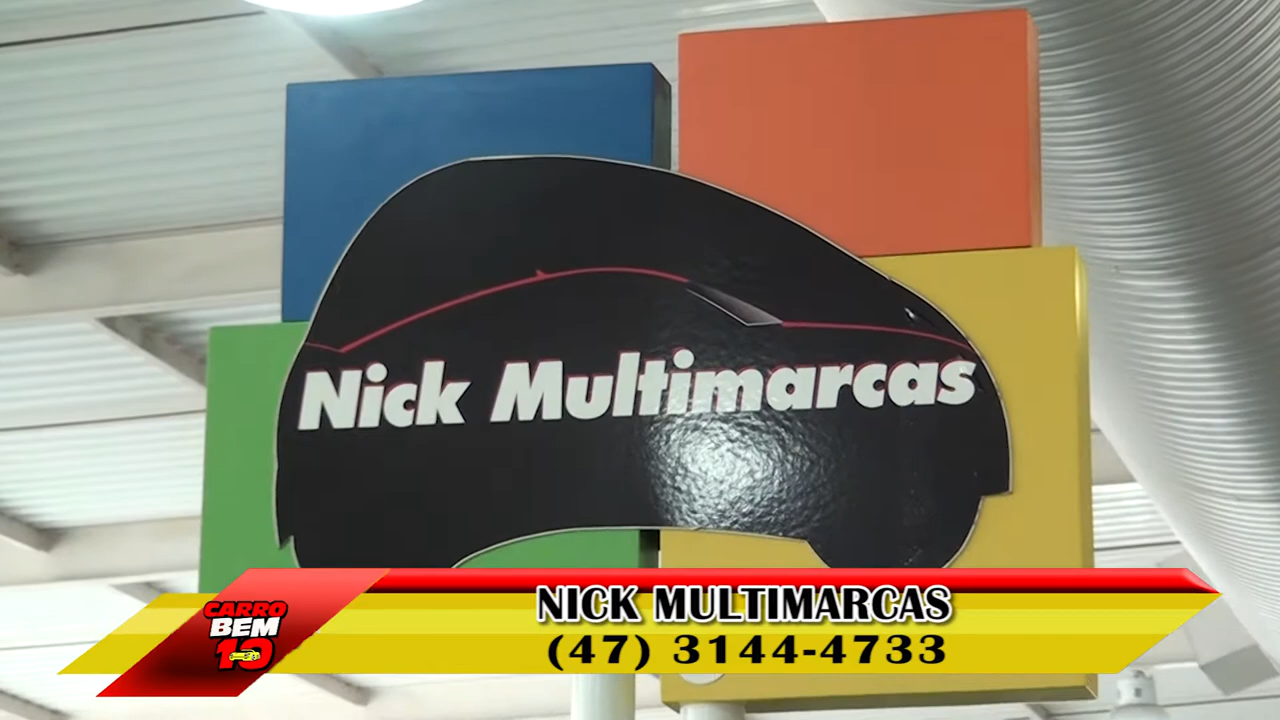 Nick Multimarcas
NICK MULTIMARCAS
(47) 3144-4733
CARRO
BEM
10